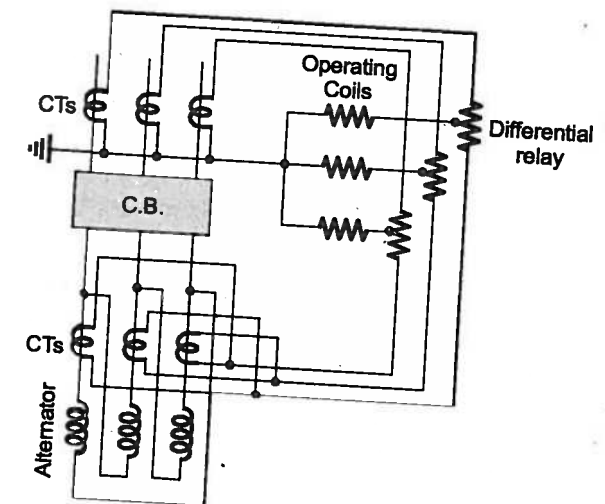 Operating
Coils
CTs
Differential
relay
C.B.
CTs
Alternator